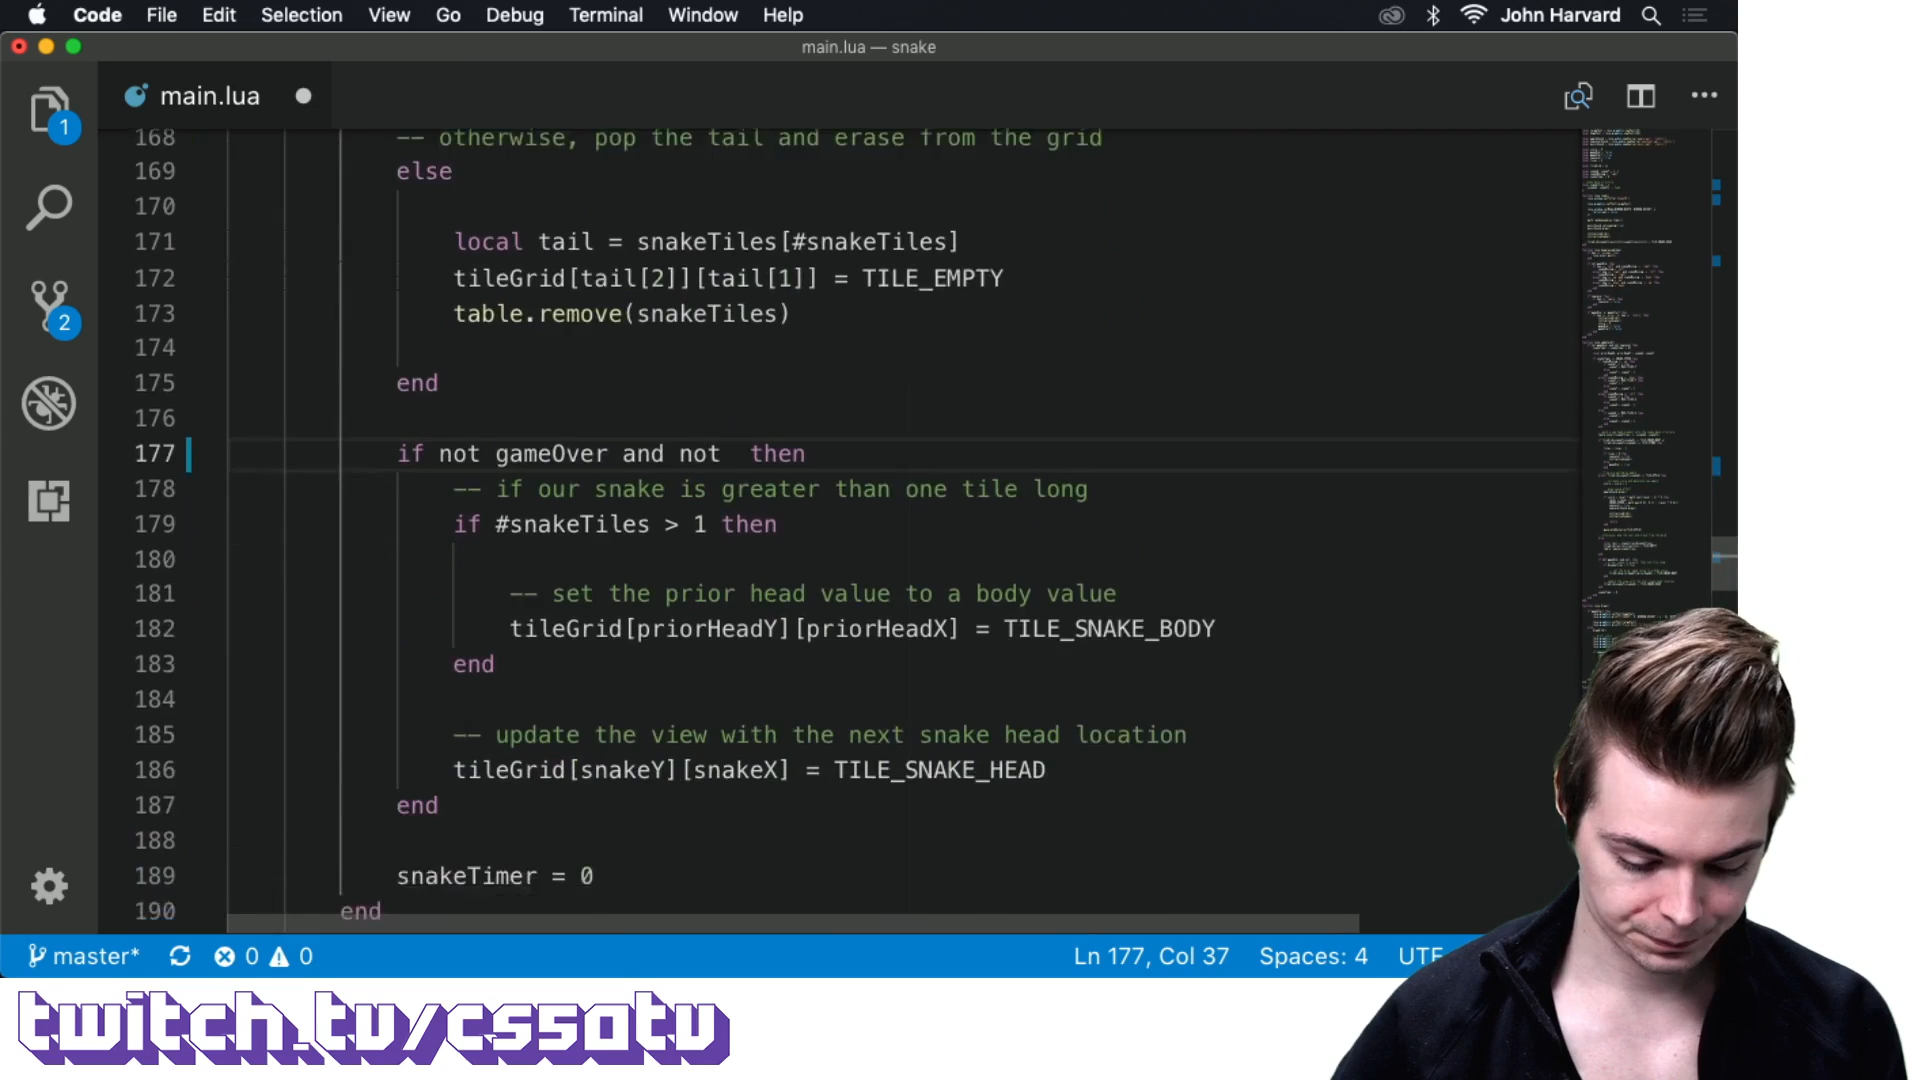 Code File Edit Selection View Go Debug Terminal Window Help John Harvard
main.lua — snake
main.lua
1
2
168 -- otherwise, pop the tail and erase from the grid
169 else
170
171 local tail = snakeTiles[#snakeTiles]
172 tileGrid[tail[2]][tail[1]] = TILE_EMPTY
173 table.remove(snakeTiles)
174
175 end
176
177 if not gameOver and not  then
178 -- if our snake is greater than one tile long
179 if #snakeTiles > 1 then
180
181 -- set the prior head value to a body value
182 tileGrid[priorHeadY][priorHeadX] = TILE_SNAKE_BODY
183 end
184
185 -- update the view with the next snake head location
186 tileGrid[snakeY][snakeX] = TILE_SNAKE_HEAD
187 end
188
189 snakeTimer = 0
190 end
master* 0 0 Ln 177, Col 37 Spaces: 4 UTF
twitch.tv/cs50tv